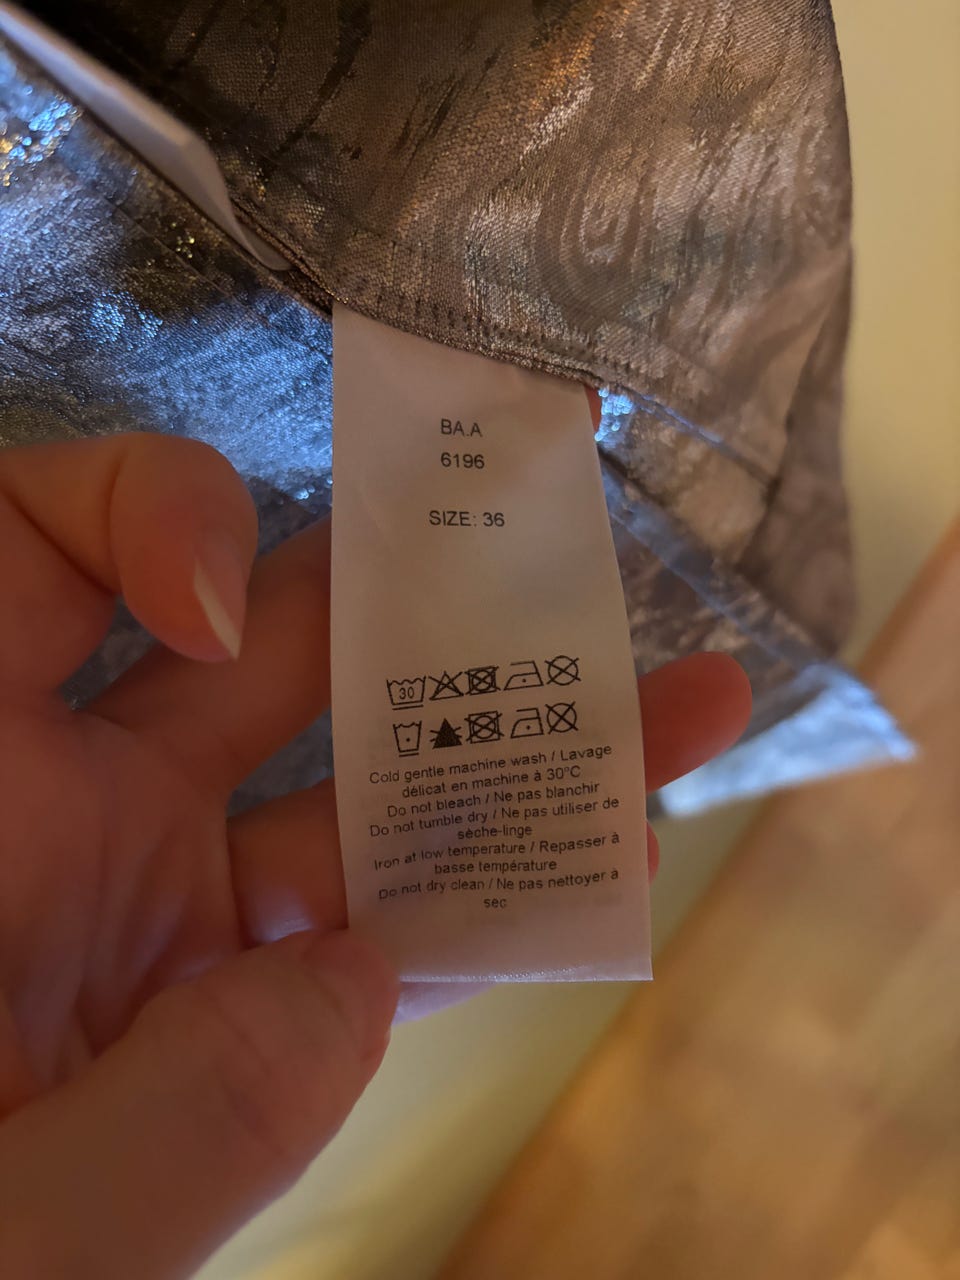 BA.A
6196
SIZE: 36
30
Cold gentle machine wash / Lavage
délicat en machine à 30°C
Do not bleach / Ne pas blanchir
Do not tumble dry / Ne pas utiliser de
sèche-linge
Iron at low temperature / Repasser à
basse température
Do not dry clean / Ne pas nettoyer à
sec